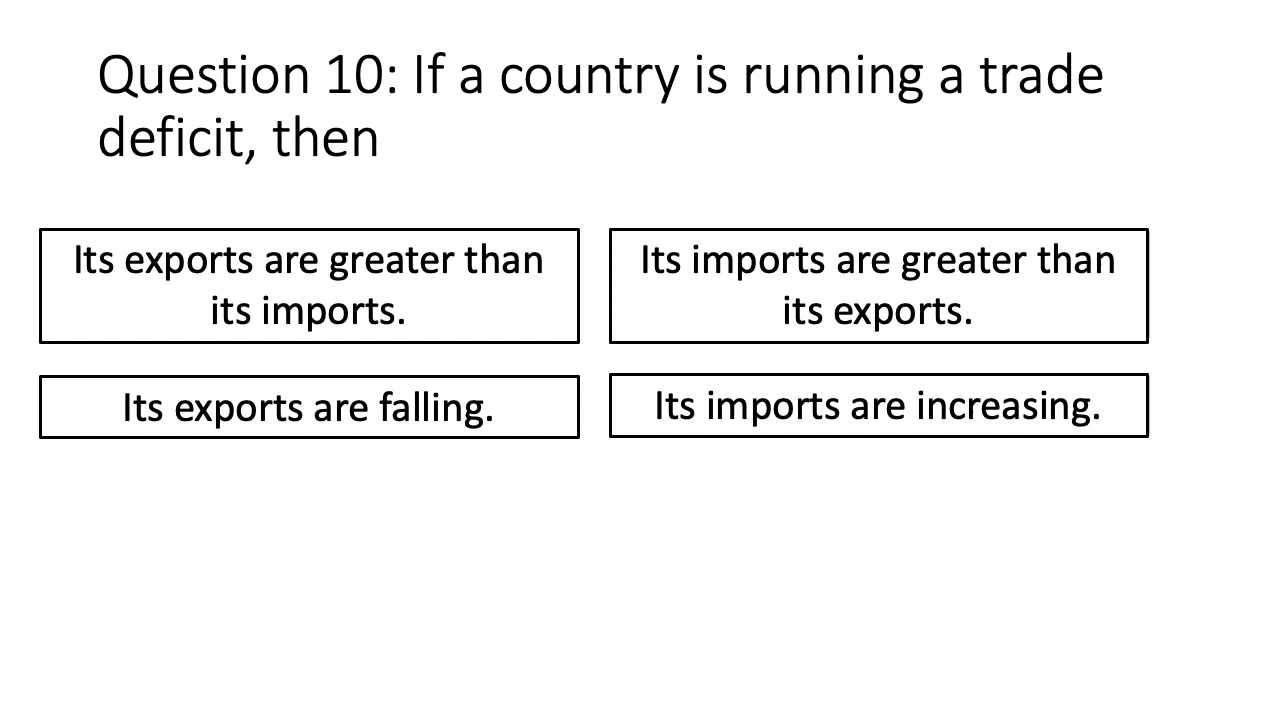 Question 10: If a country is running a trade
deficit, then
Its exports are greater than
its imports.
Its imports are greater than
its exports.
Its exports are falling.
Its imports are increasing.